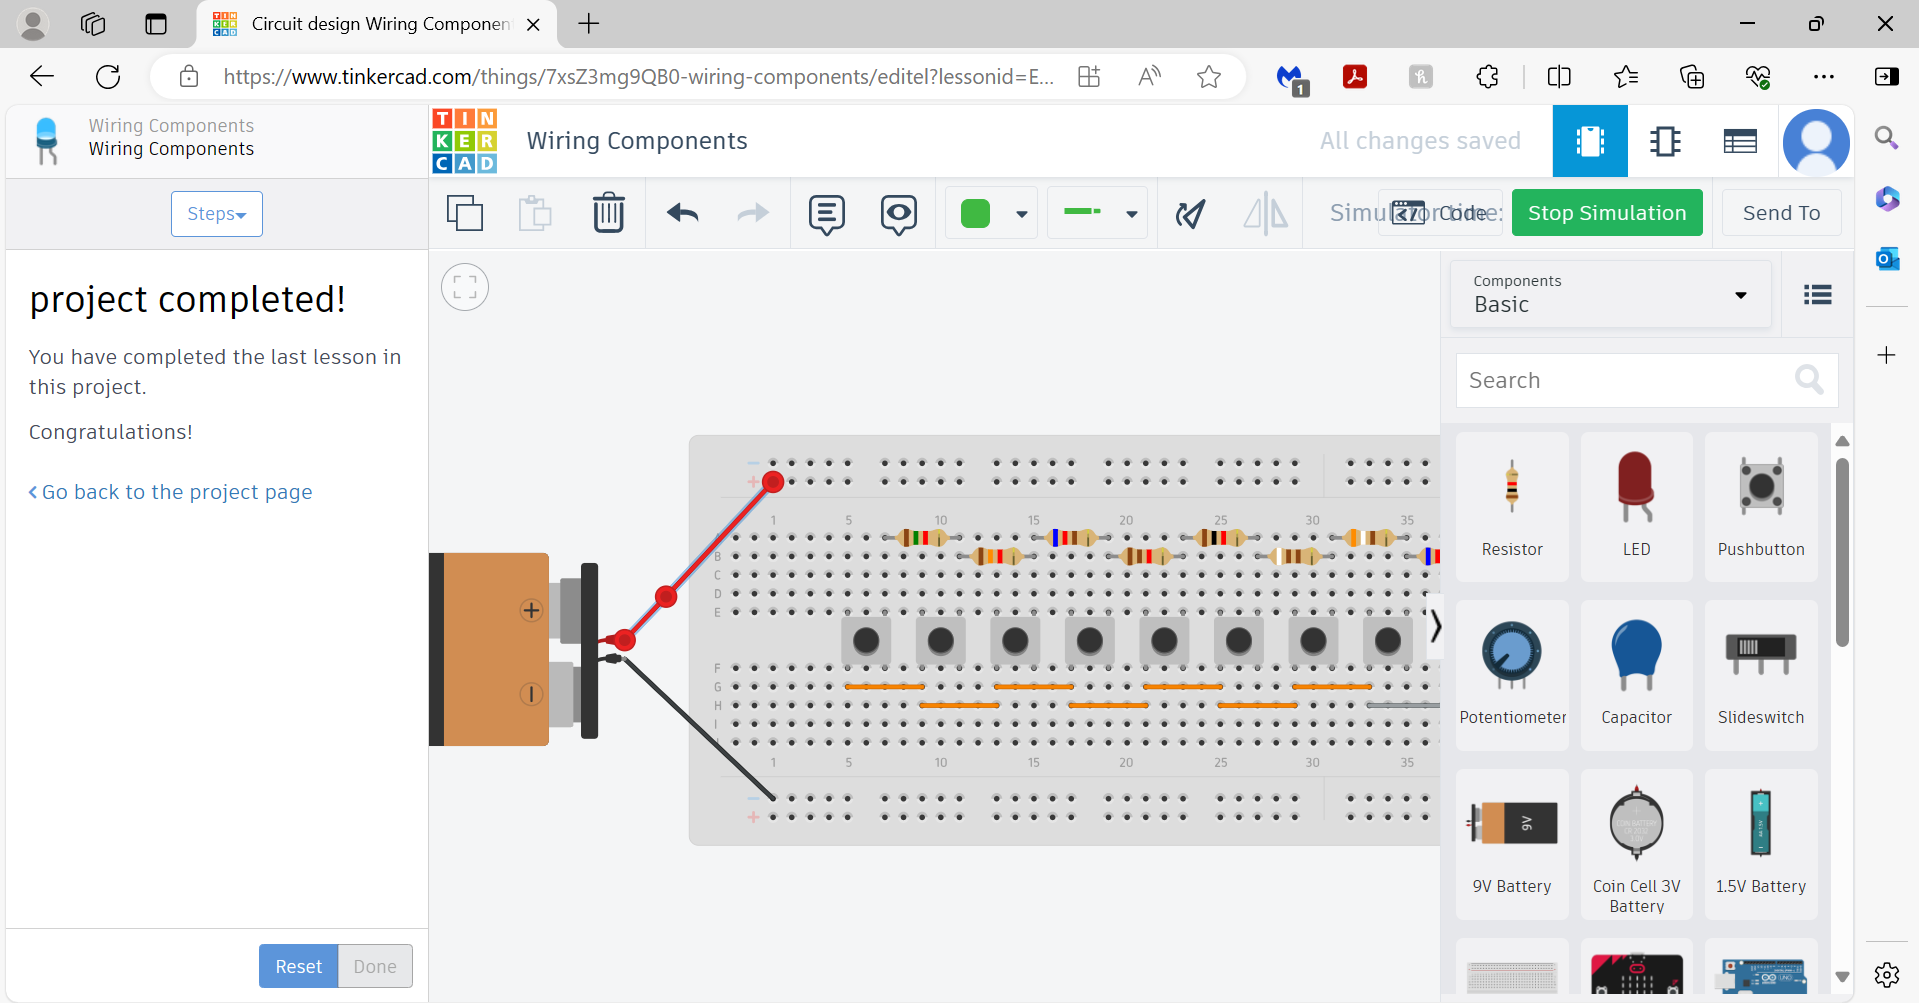 Circuit design Wiring Componen
https://www.tinkercad.com/things/7xsZ3mg9QB0-wiring-components/editel?lessonid=E...
1
Wiring Components
Wiring Components
TINKERCAD
Wiring Components
All changes saved
Steps
Simulator time:
Code
Stop Simulation
Send To
project completed!
You have completed the last lesson in
this project.
Congratulations!
Go back to the project page
Reset
Done
1 5 10 15 20 25 30 35
A
B
C
D
E
F
G
H
I
1 5 10 15 20 25 30 35
Components
Basic
Search
Resistor
LED
Pushbutton
Potentiometer
Capacitor
Slideswitch
9V
9V Battery
Coin Cell 3V
Battery
1.5V Battery